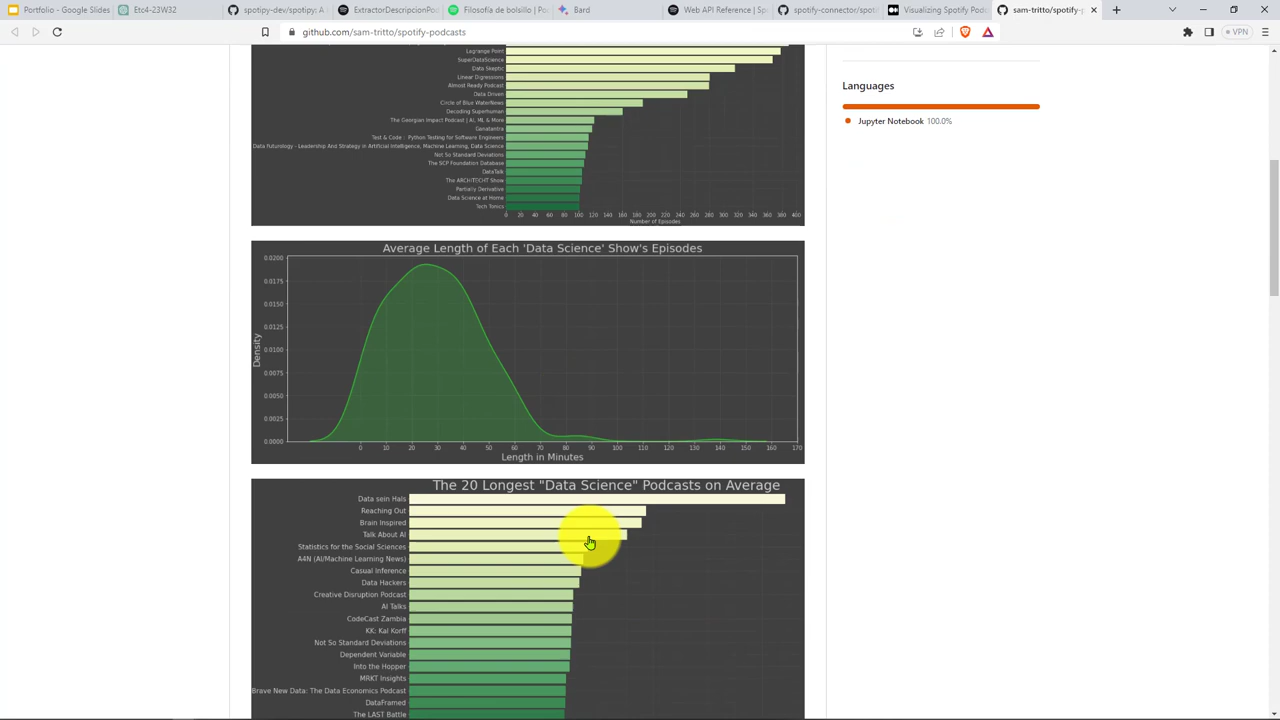 Portfolio - Google Slides
Etc4-23W32
spotipy-dev/spotipy: A
ExtractorDescripcionPod
Filosofía de bolsillo | Po
Bard
Web API Reference | Sp
spotify-connector/spoti
Visualizing Spotify Podc
sam-tritto/spotify-podc
github.com/sam-tritto/spotify-podcasts
VPN
Lagrange Point
SuperDataScience
Data Skeptic
Linear Digressions
Almost Ready Podcast
Data Driven
Circle of Blue WaterNews
Decoding Superhuman
The Georgian Impact Podcast | AI, ML & More
Ganatantra
Test & Code : Python Testing for Software Engineers
Data Futurology - Leadership And Strategy in Artificial Intelligence, Machine Learning, Data Science
Not So Standard Deviations
The SCP Foundation Database
DataTalk
The ARCHITECHT Show
Partially Derivative
Data Science at Home
Tech Tonics
0 20 40 60 80 100 120 140 160 180 200 220 240 260 280 300 320 340 360 380 400
Number of Episodes
Languages
Jupyter Notebook 100.0%
Average Length of Each 'Data Science' Show's Episodes
0.0200
0.0175
0.0150
0.0125
0.0100
0.0075
0.0050
0.0025
0.0000
Density
0 10 20 30 40 50 60 70 80 90 100 110 120 130 140 150 160 170
Length in Minutes
The 20 Longest "Data Science" Podcasts on Average
Data sein Hals
Reaching Out
Brain Inspired
Talk About AI
Statistics for the Social Sciences
A4N (AI/Machine Learning News)
Casual Inference
Data Hackers
Creative Disruption Podcast
AI Talks
CodeCast Zambia
KK; Kal Korff
Not So Standard Deviations
Dependent Variable
Into the Hopper
MRKT Insights
Brave New Data: The Data Economics Podcast
DataFramed
The LAST Battle